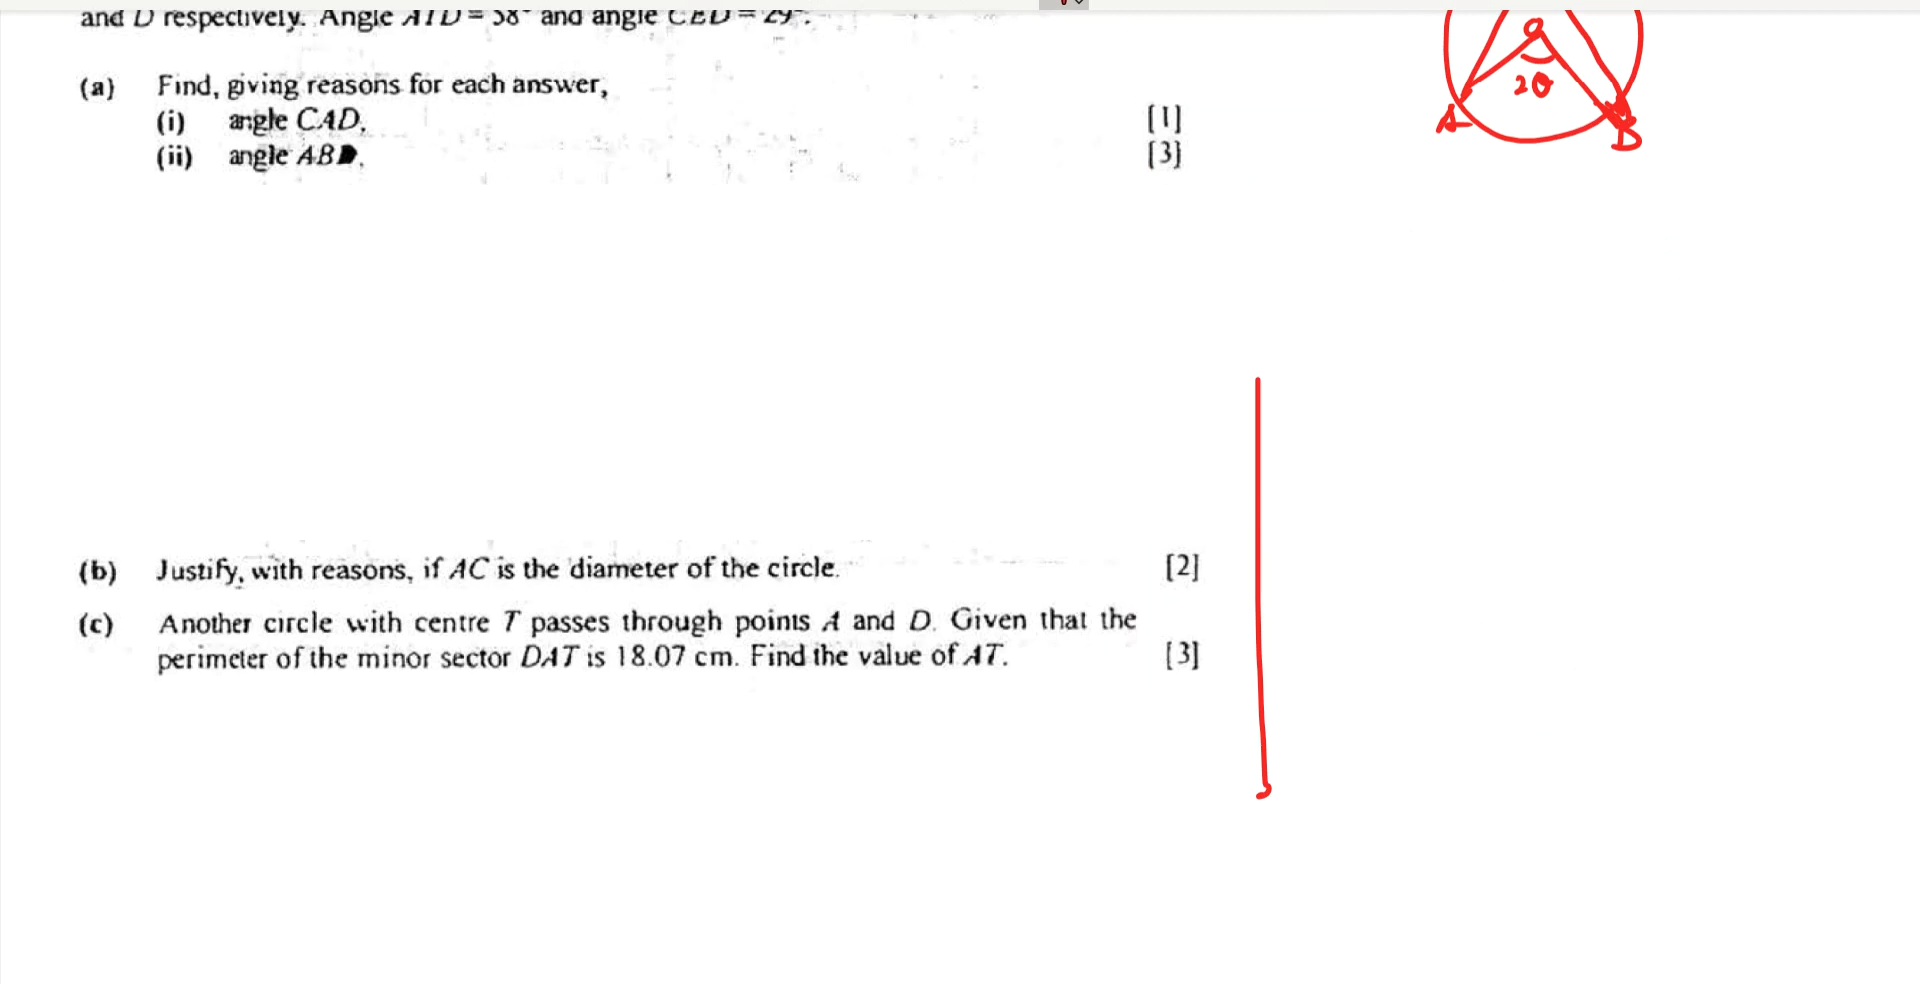 and D respectively. Angle ATD = 58° and angle CED = 29°.
(a) Find, giving reasons for each answer,
(i) angle CAD, [1]
(ii) angle ABD. [3]
O
2θ
A
B
(b) Justify, with reasons, if AC is the diameter of the circle. [2]
(c) Another circle with centre T passes through points A and D. Given that the
perimeter of the minor sector DAT is 18.07 cm. Find the value of AT. [3]